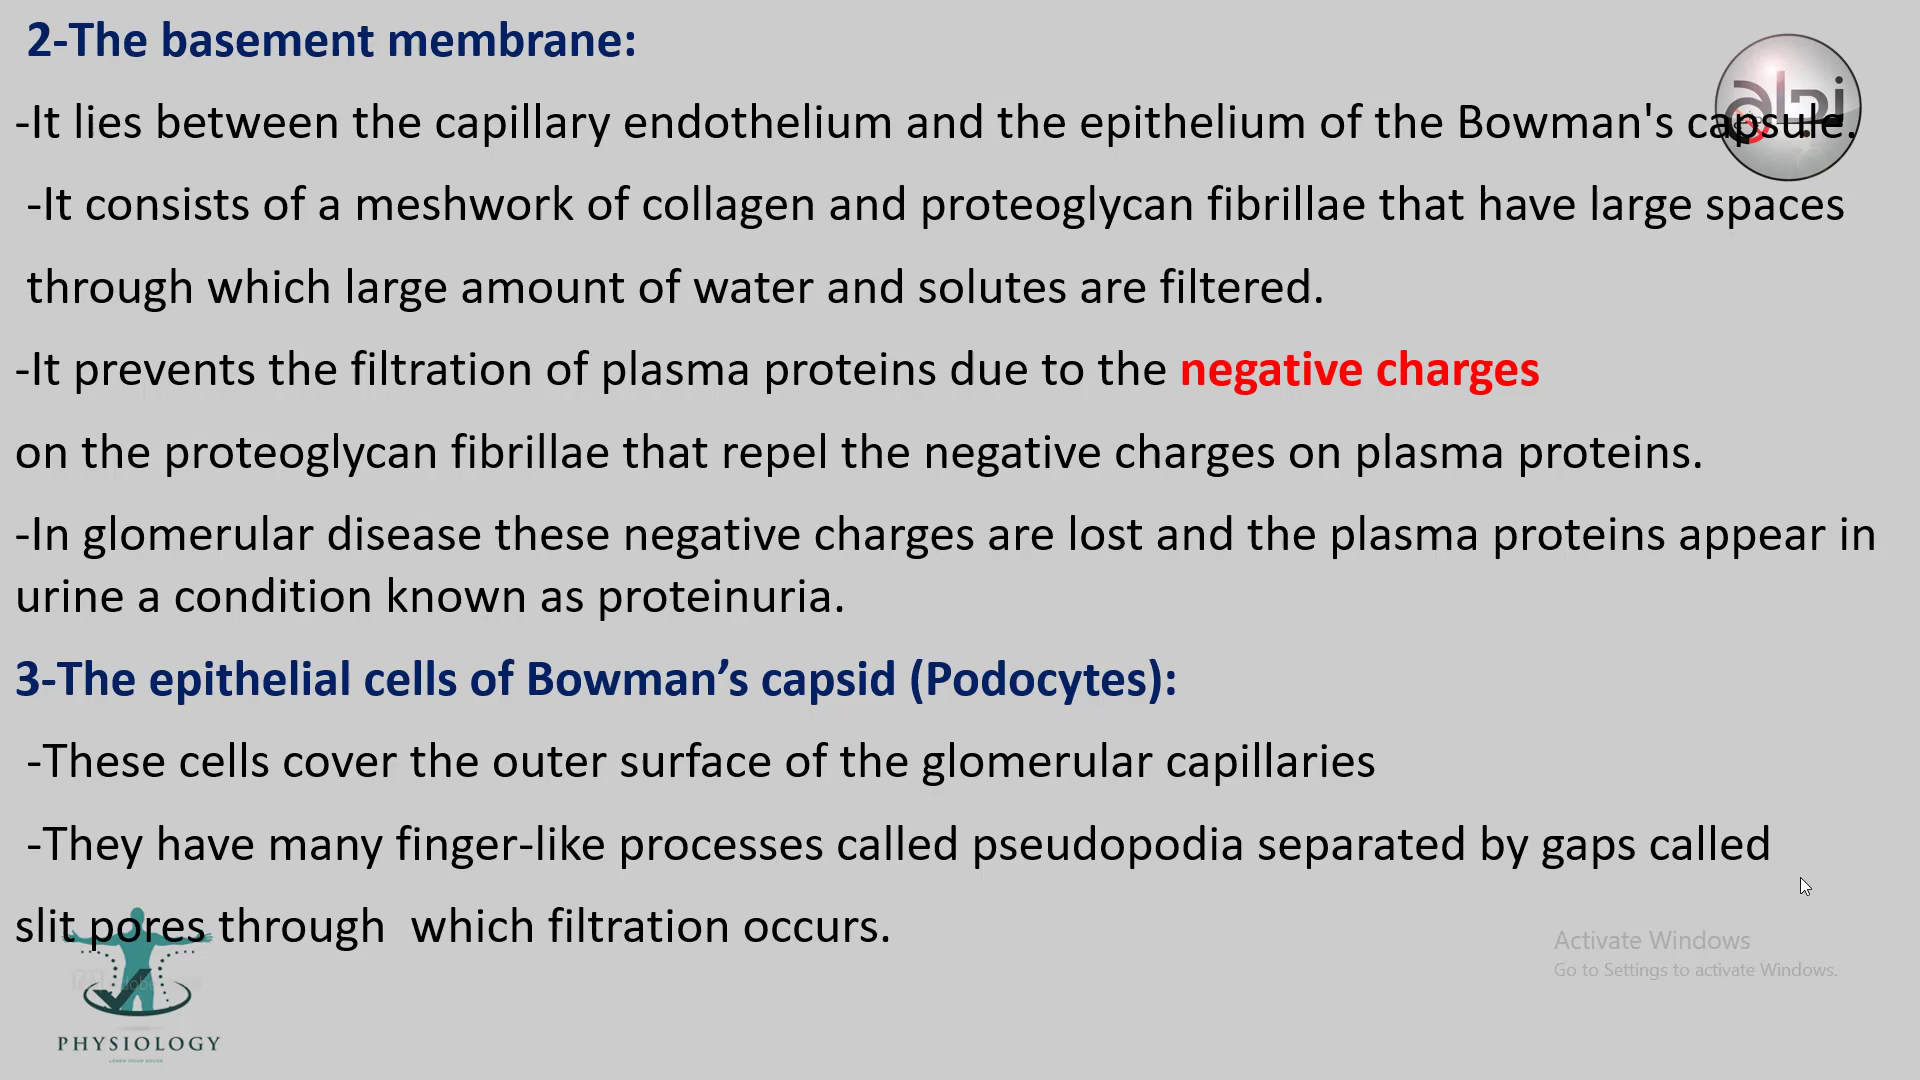 2-The basement membrane:
-It lies between the capillary endothelium and the epithelium of the Bowman's capsule.
-It consists of a meshwork of collagen and proteoglycan fibrillae that have large spaces
through which large amount of water and solutes are filtered.
-It prevents the filtration of plasma proteins due to the negative charges
on the proteoglycan fibrillae that repel the negative charges on plasma proteins.
-In glomerular disease these negative charges are lost and the plasma proteins appear in
urine a condition known as proteinuria.
3-The epithelial cells of Bowman’s capsid (Podocytes):
-These cells cover the outer surface of the glomerular capillaries
-They have many finger-like processes called pseudopodia separated by gaps called
slit pores through which filtration occurs.
Activate Windows
Go to Settings to activate Windows.
PHYSIOLOGY